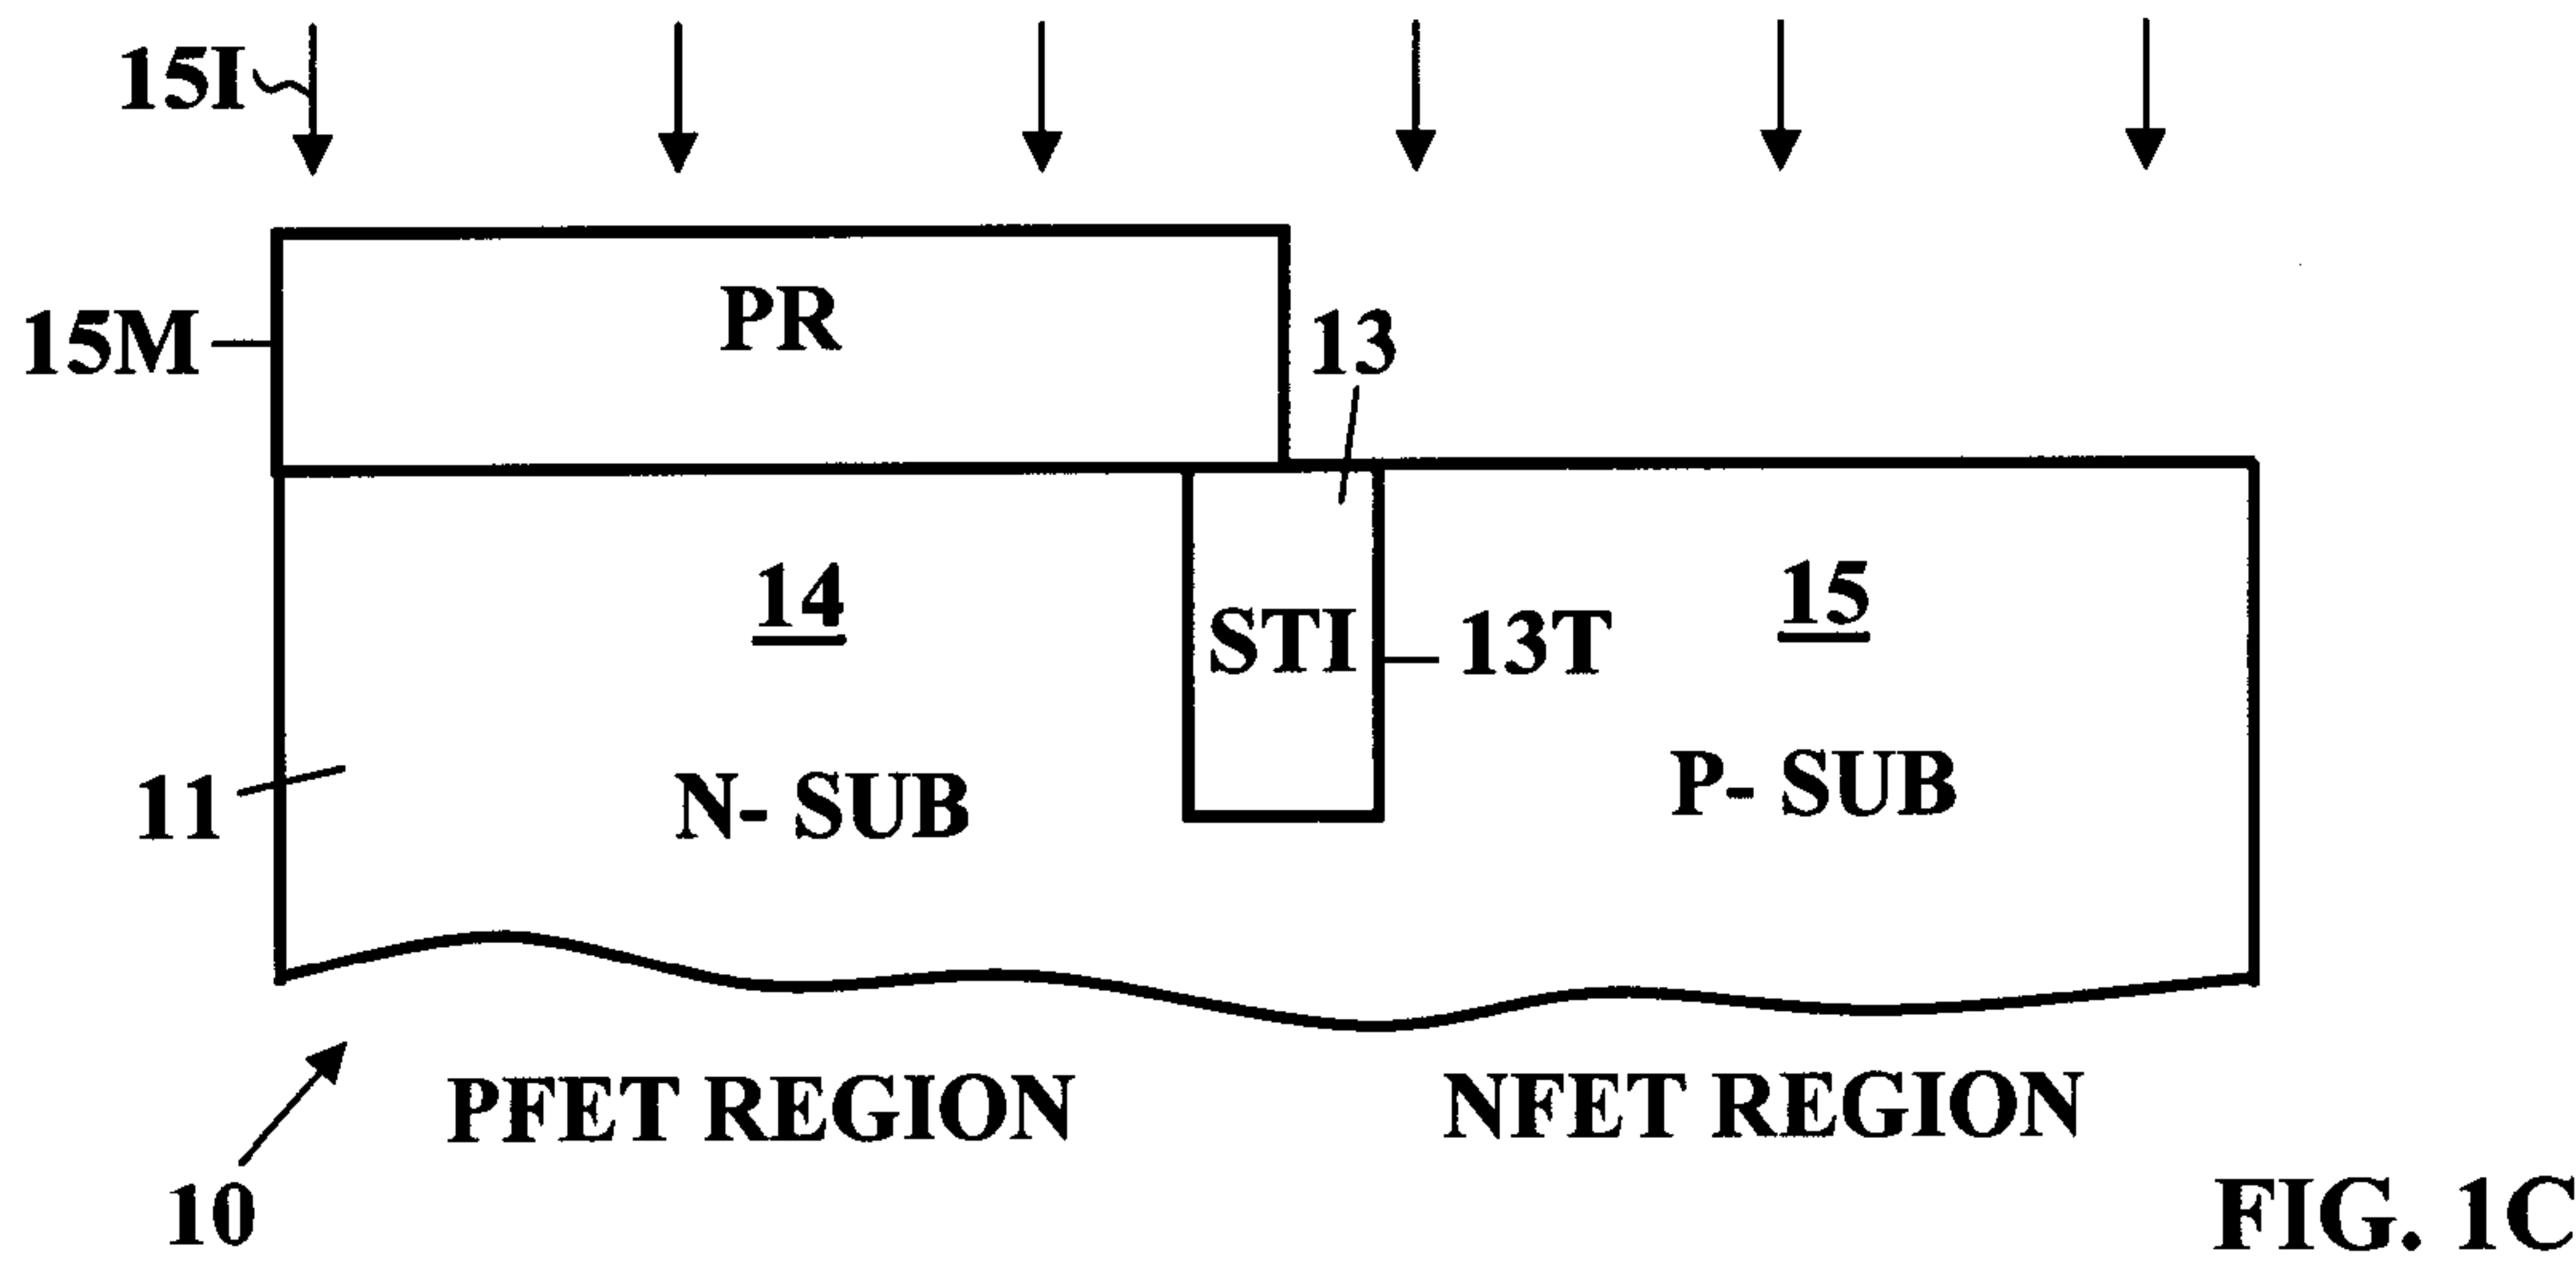 15I
PR
15M
13
14
15
STI
13T
11
N- SUB
P- SUB
PFET REGION
NFET REGION
10
FIG. 1C